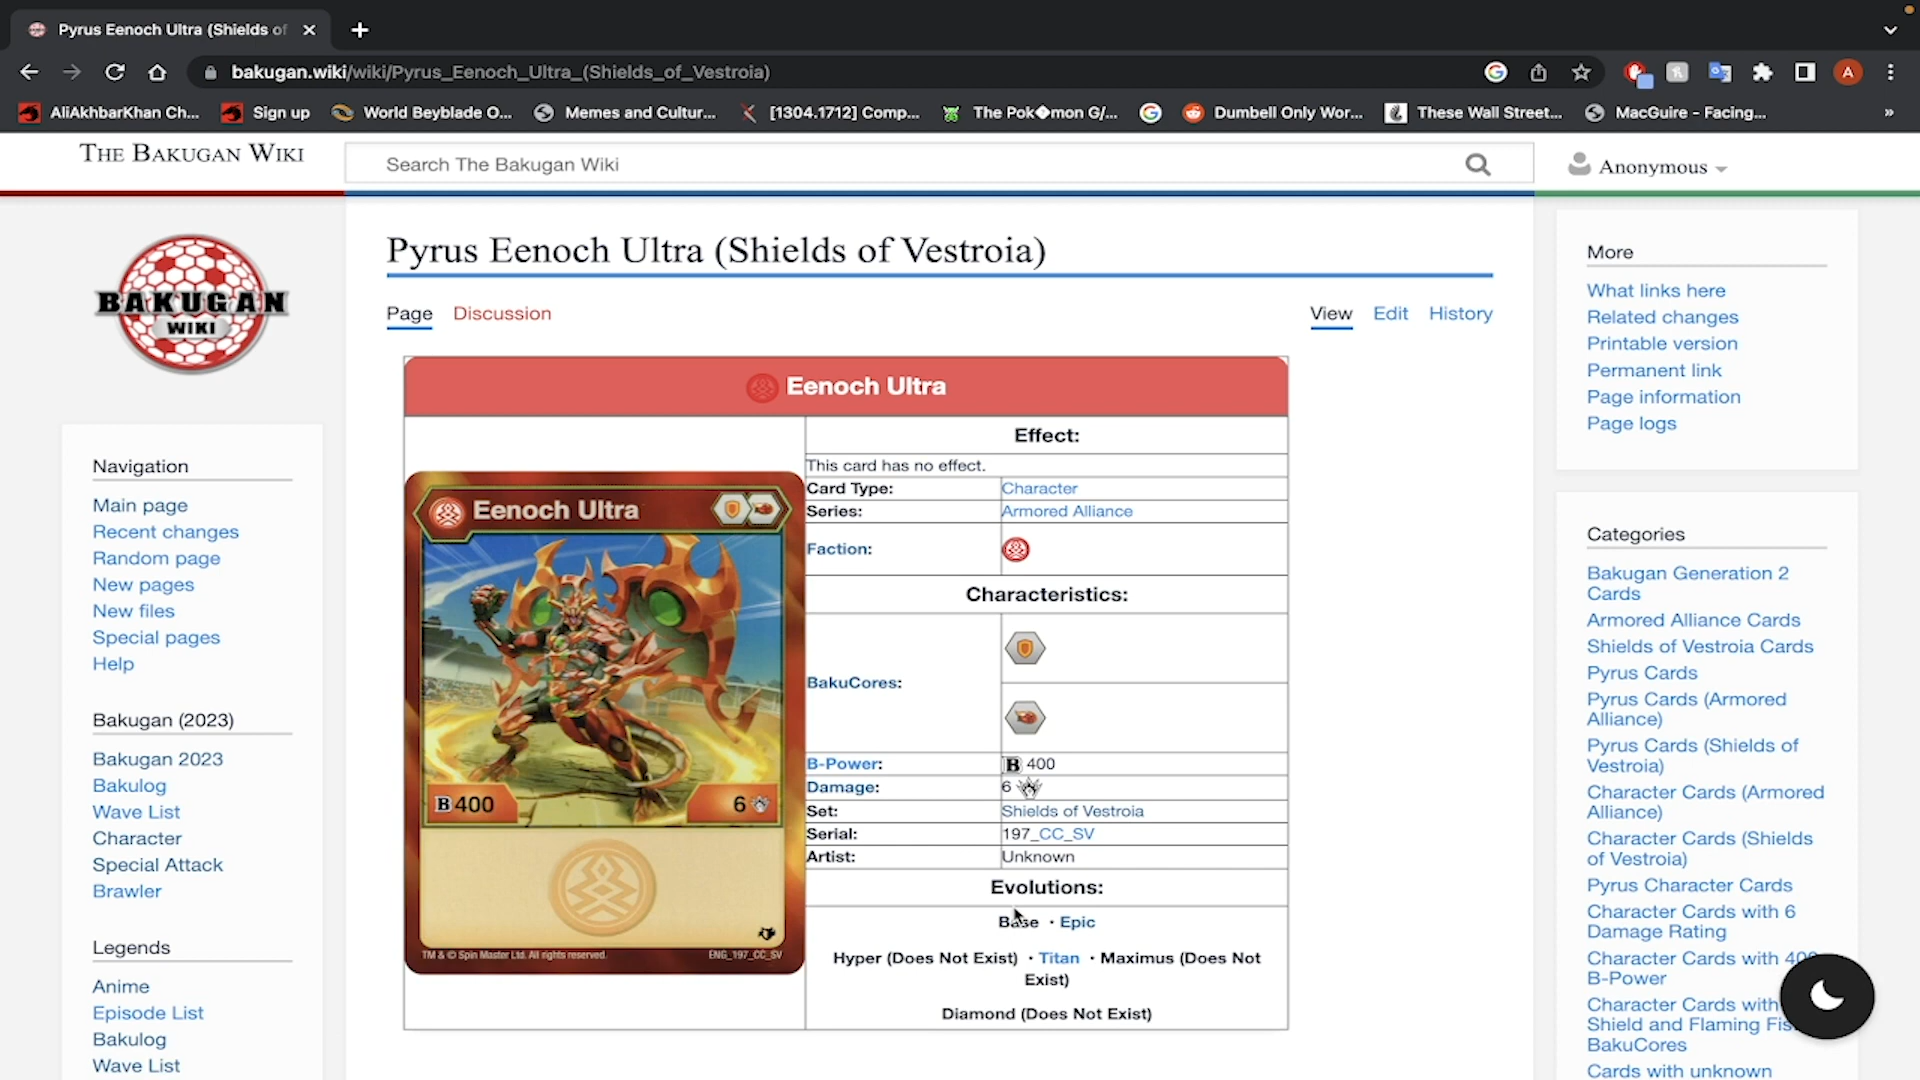 Pyrus Eenoch Ultra (Shields of
bakugan.wiki/wiki/Pyrus_Eenoch_Ultra_(Shields_of_Vestroia)
A
AliAkhbarKhan Ch...
Sign up
World Beyblade O...
Memes and Cultur...
[1304.1712] Comp...
The Pok�mon G/...
Dumbell Only Wor...
These Wall Street...
MacGuire - Facing...
»
THE BAKUGAN WIKI
Search The Bakugan Wiki
Anonymous
BAKUGAN
WIKI
Navigation
Main page
Recent changes
Random page
New pages
New files
Special pages
Help
Bakugan (2023)
Bakugan 2023
Bakulog
Wave List
Character
Special Attack
Brawler
Legends
Anime
Episode List
Bakulog
Wave List
Pyrus Eenoch Ultra (Shields of Vestroia)
Page
Discussion
View
Edit
History
Eenoch Ultra
Eenoch Ultra
B 400
6
TM & © Spin Master Ltd. All rights reserved.
ENG_197_CC_SV
Effect:
This card has no effect.
Card Type:
Character
Series:
Armored Alliance
Faction:
Characteristics:
BakuCores:
B-Power:
B 400
Damage:
6
Set:
Shields of Vestroia
Serial:
197_CC_SV
Artist:
Unknown
Evolutions:
Base · Epic
Hyper (Does Not Exist) · Titan · Maximus (Does Not
Exist)
Diamond (Does Not Exist)
More
What links here
Related changes
Printable version
Permanent link
Page information
Page logs
Categories
Bakugan Generation 2
Cards
Armored Alliance Cards
Shields of Vestroia Cards
Pyrus Cards
Pyrus Cards (Armored
Alliance)
Pyrus Cards (Shields of
Vestroia)
Character Cards (Armored
Alliance)
Character Cards (Shields
of Vestroia)
Pyrus Character Cards
Character Cards with 6
Damage Rating
Character Cards with 400
B-Power
Character Cards with
Shield and Flaming Fis
BakuCores
Cards with unknown